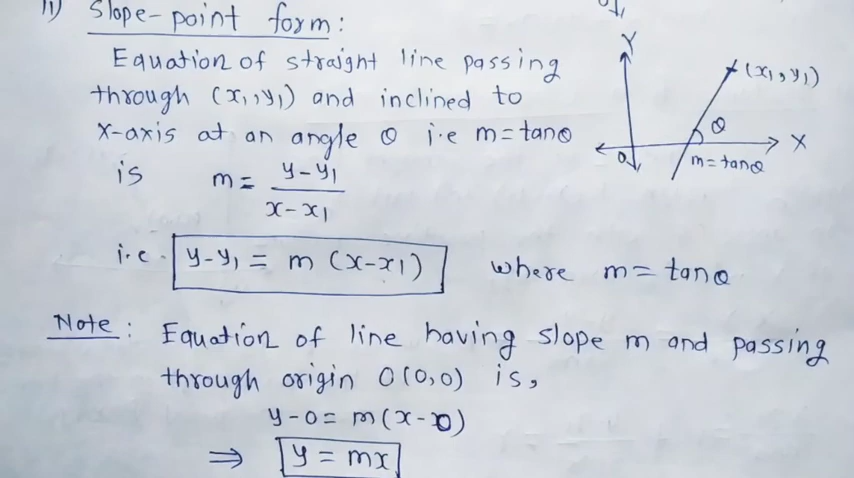 11) Slope-point form:
Equation of straight line passing
through (x₁,y₁) and inclined to
x-axis at an angle θ i.e m=tanθ
is m= y-y₁ / x-x₁
i.e. y-y₁ = m (x-x₁) where m= tanθ
Note: Equation of line having slope m and passing
through origin O(0,0) is,
y-0=m(x-0)
⇒ y=mx
Y
(x₁,y₁)
θ
X
O
m=tanθ